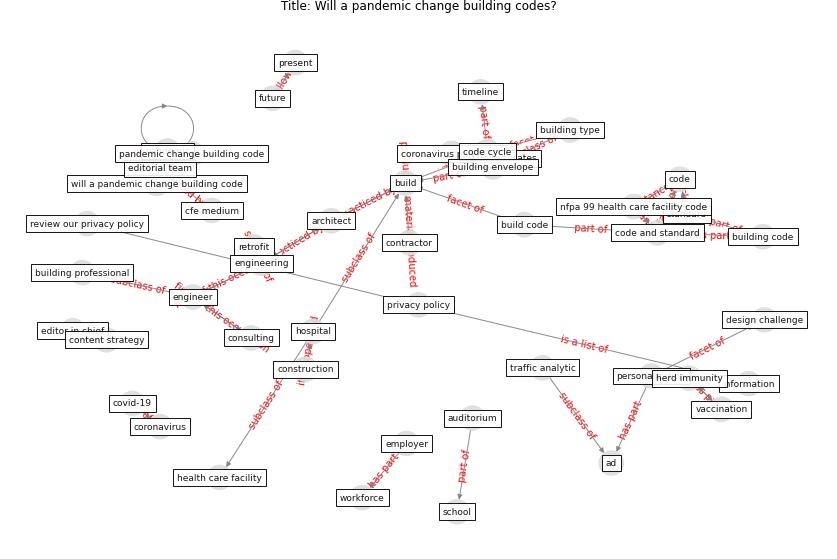 Title: Will a pandemic change building codes?
present
future
timeline
building type
pandemic change building code
code cycle
building envelope
editorial team
will a pandemic change building code
build
code
part of
facet of
cfe medium
nfpa 99 health care facility code
review our privacy policy
architect
build code
part of
code and standard
building code
retrofit
contractor
engineering
subclass of
building professional
engineer
privacy policy
design challenge
editor in chief
content strategy
consulting
hospital
is a list of
facet of
construction
traffic analytic
herd immunity
covid-19
vaccination
coronavirus
subclass of
subclass of
has part
auditorium
employer
health care facility
has part
part of
ad
workforce
school